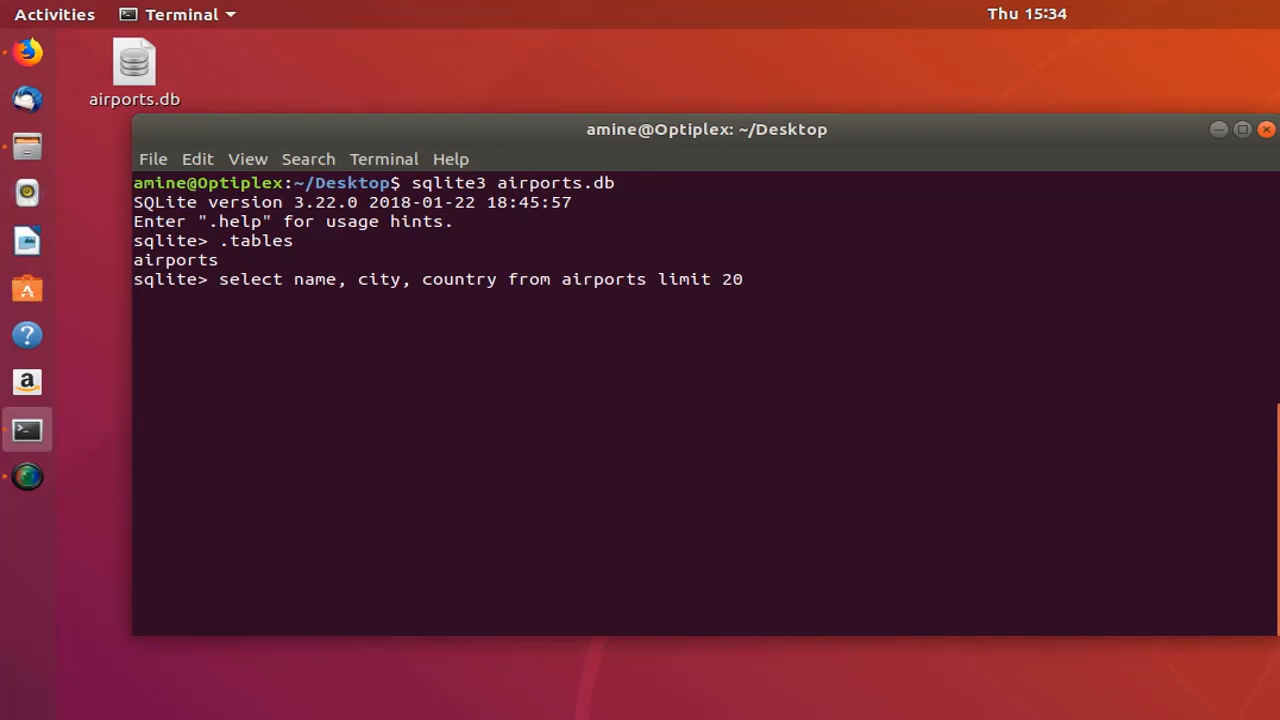 Activities Terminal Thu 15:34
airports.db
amine@Optiplex: ~/Desktop
File Edit View Search Terminal Help
amine@Optiplex:~/Desktop$ sqlite3 airports.db
SQLite version 3.22.0 2018-01-22 18:45:57
Enter ".help" for usage hints.
sqlite> .tables
airports
sqlite> select name, city, country from airports limit 20